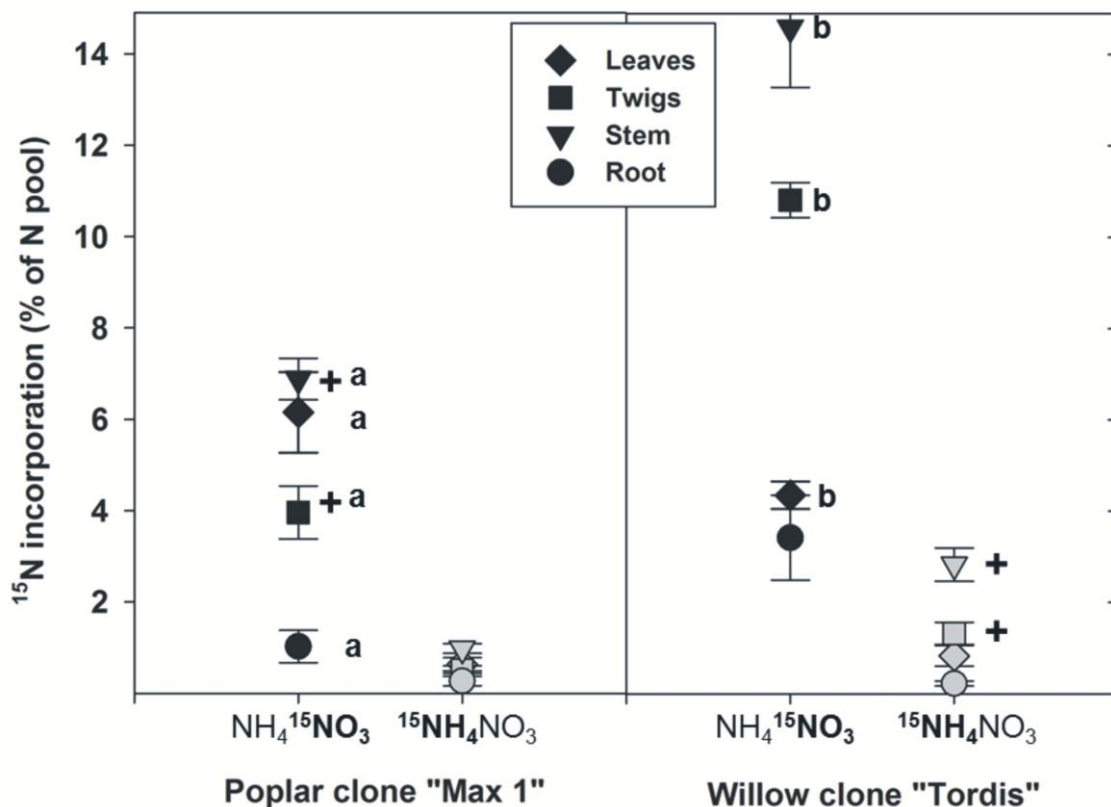 14
12
10
8
6
4
2
¹⁵N incorporation (% of N pool)
Leaves
Twigs
Stem
Root
+ a
a
+ a
a
b
b
b
+
+
NH₄¹⁵NO₃ ¹⁵NH₄NO₃ NH₄¹⁵NO₃ ¹⁵NH₄NO₃
Poplar clone "Max 1" Willow clone "Tordis"